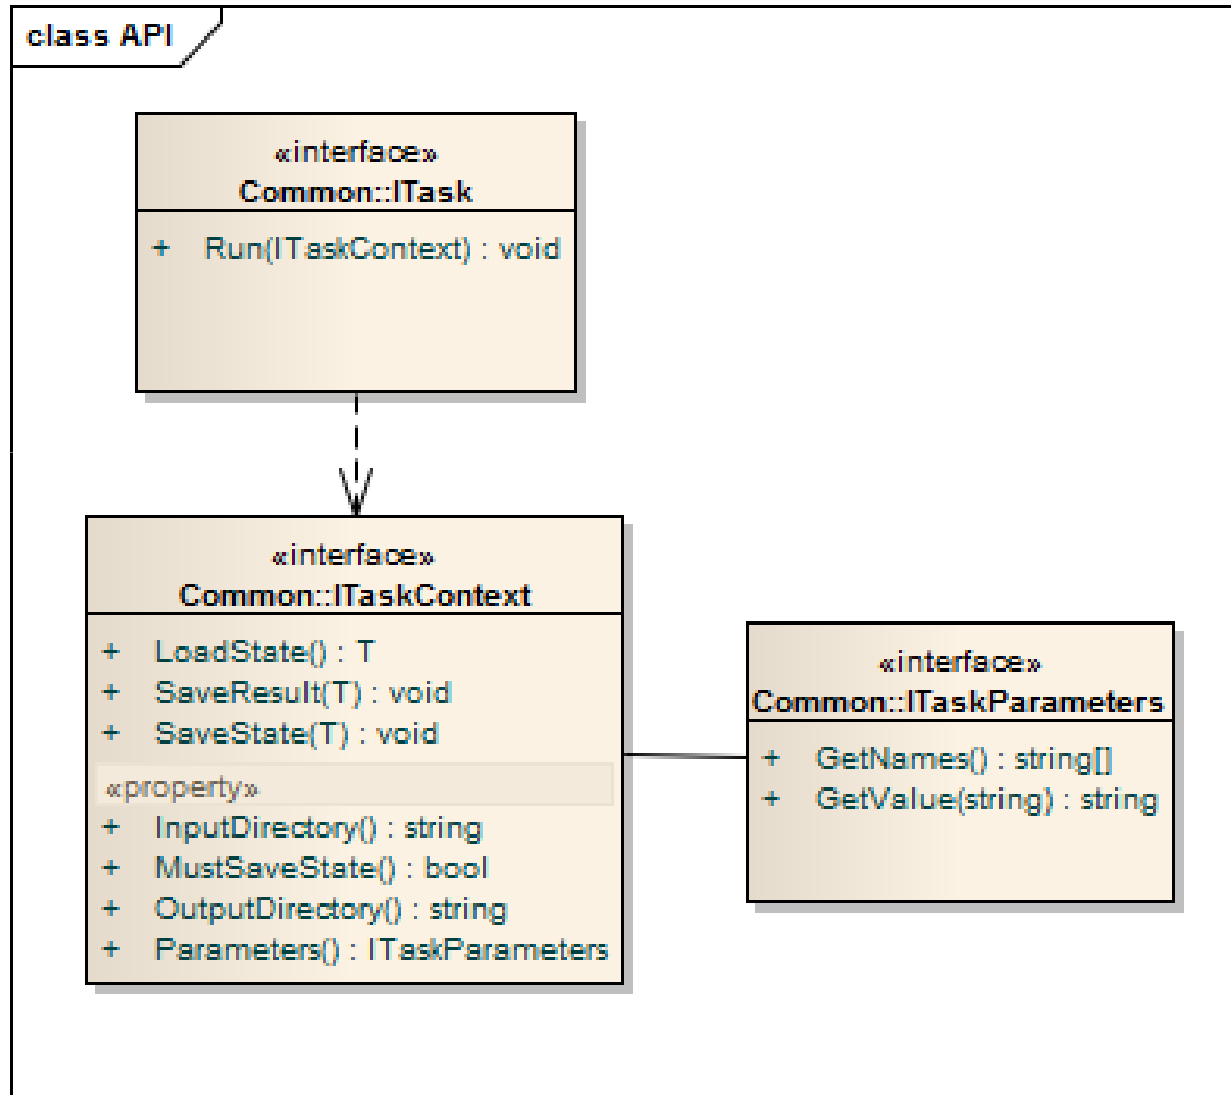 class API
«interface»
Common::ITask
+ Run(ITaskContext) : void
«interface»
Common::ITaskContext
+ LoadState() : T
+ SaveResult(T) : void
+ SaveState(T) : void
«property»
+ InputDirectory() : string
+ MustSaveState() : bool
+ OutputDirectory() : string
+ Parameters() : ITaskParameters
«interface»
Common::ITaskParameters
+ GetNames() : string[]
+ GetValue(string) : string